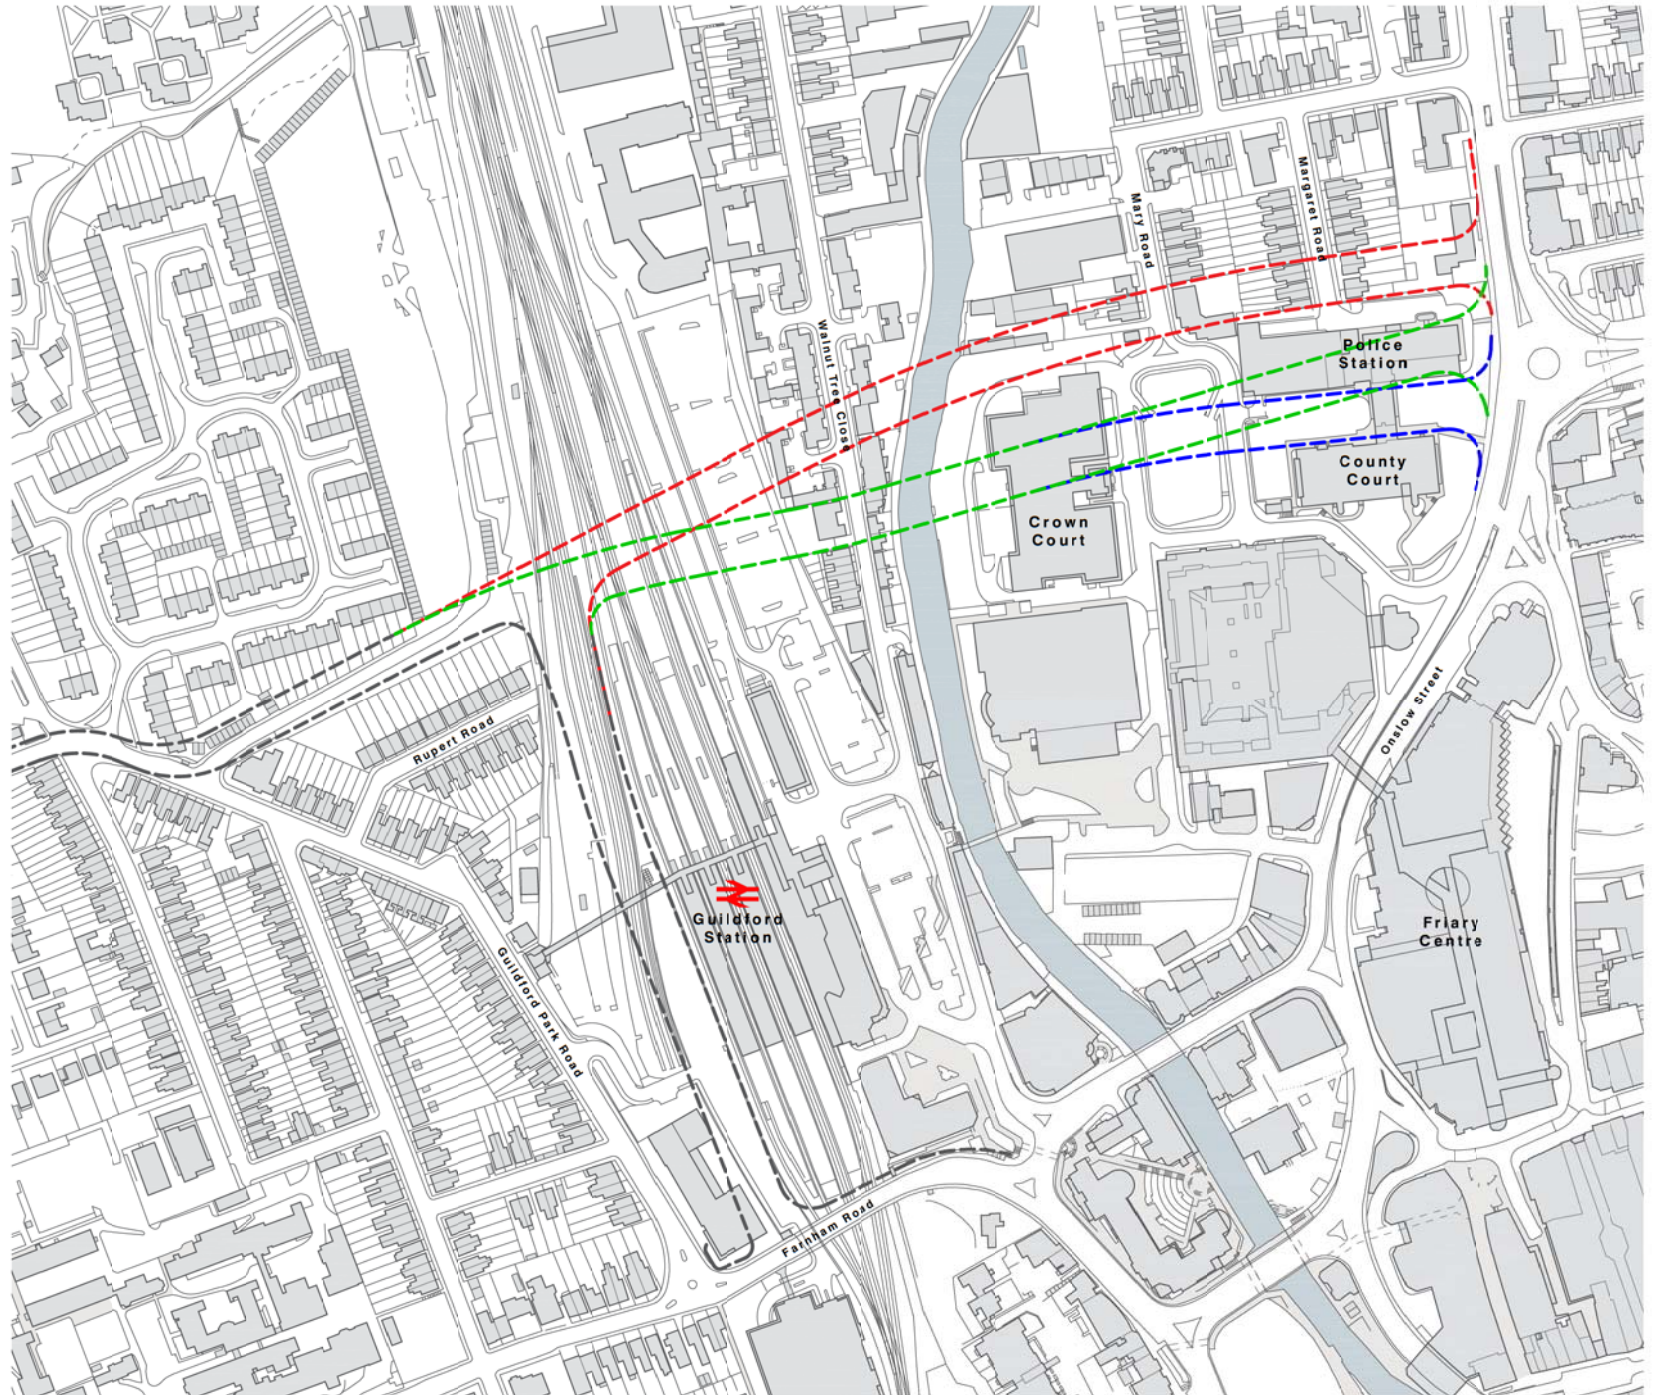 Margaret Road
Mary Road
Walnut Tree Close
Police
Station
County
Court
Crown
Court
Onslow Street
Rupert Road
Guildford
Station
Friary
Centre
Guildford Park Road
Farnham Road